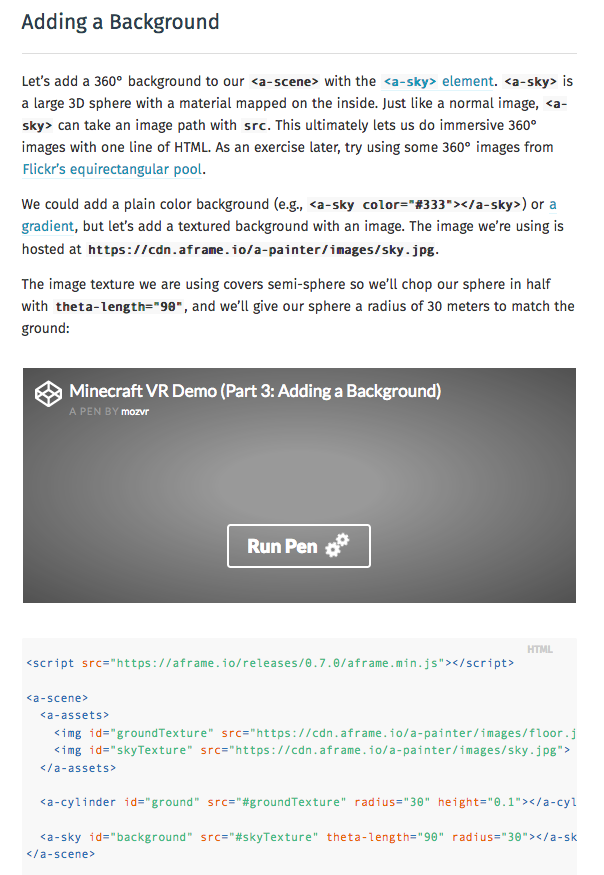 Adding a Background
Let’s add a 360° background to our <a-scene> with the <a-sky> element. <a-sky> is
a large 3D sphere with a material mapped on the inside. Just like a normal image, <a-
sky> can take an image path with src. This ultimately lets us do immersive 360°
images with one line of HTML. As an exercise later, try using some 360° images from
Flickr’s equirectangular pool.
We could add a plain color background (e.g., <a-sky color="#333"></a-sky>) or a
gradient, but let’s add a textured background with an image. The image we’re using is
hosted at https://cdn.aframe.io/a-painter/images/sky.jpg.
The image texture we are using covers semi-sphere so we’ll chop our sphere in half
with theta-length="90", and we’ll give our sphere a radius of 30 meters to match the
ground:
Minecraft VR Demo (Part 3: Adding a Background)
A PEN BY mozvr
Run Pen
HTML
<script src="https://aframe.io/releases/0.7.0/aframe.min.js"></script>
<a-scene>
<a-assets>
<img id="groundTexture" src="https://cdn.aframe.io/a-painter/images/floor.j
<img id="skyTexture" src="https://cdn.aframe.io/a-painter/images/sky.jpg">
</a-assets>
<a-cylinder id="ground" src="#groundTexture" radius="30" height="0.1"></a-cyl
<a-sky id="background" src="#skyTexture" theta-length="90" radius="30"></a-sk
</a-scene>